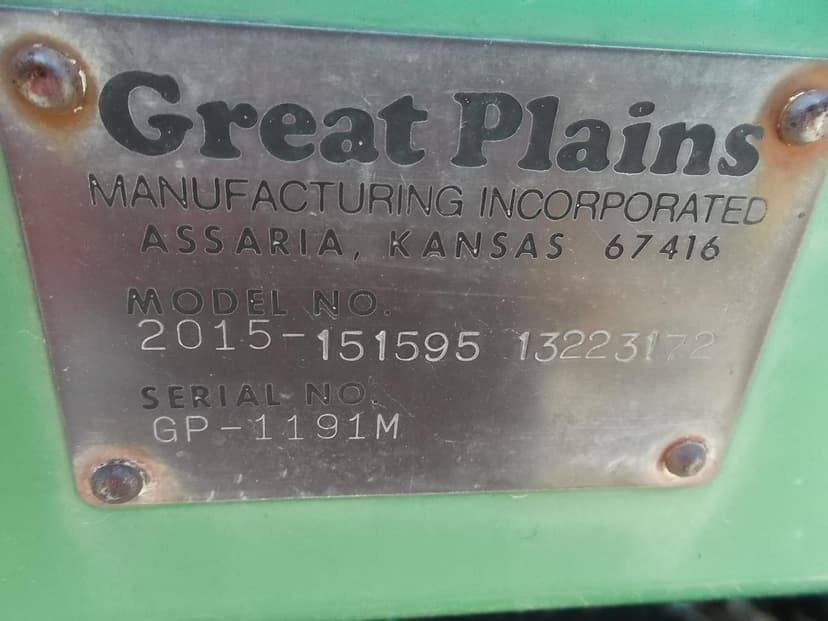 Great Plains
MANUFACTURING INCORPORATED
ASSARIA, KANSAS 67416
MODEL NO.
2015-151595 13223172
SERIAL NO.
GP-1191M